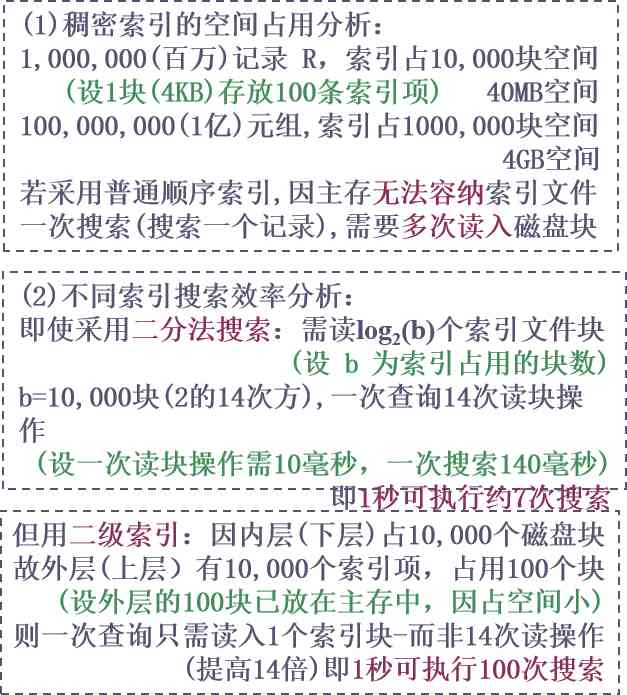 (1)稠密索引的空间占用分析：
1,000,000(百万)记录 R，索引占10,000块空间
(设1块(4KB)存放100条索引项) 40MB空间
100,000,000(1亿)元组,索引占1000,000块空间
4GB空间
若采用普通顺序索引,因主存无法容纳索引文件
一次搜索(搜索一个记录),需要多次读入磁盘块
(2)不同索引搜索效率分析：
即使采用二分法搜索：需读log₂(b)个索引文件块
(设 b 为索引占用的块数)
b=10,000块(2的14次方),一次查询14次读块操
作
(设一次读块操作需10毫秒，一次搜索140毫秒)
即1秒可执行约7次搜索
但用二级索引：因内层(下层)占10,000个磁盘块
故外层(上层）有10,000个索引项，占用100个块
(设外层的100块已放在主存中，因占空间小)
则一次查询只需读入1个索引块-而非14次读操作
(提高14倍)即1秒可执行100次搜索